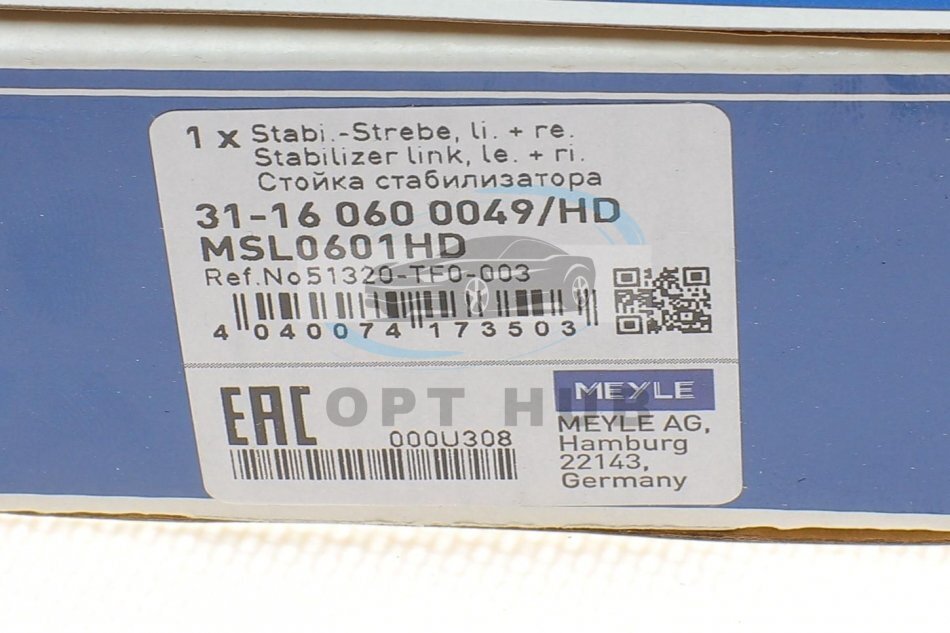 1 x Stabi.-Strebe, li. + re.
Stabilizer link, le. + ri.
Стойка стабилизатора
31-16 060 0049/HD
MSL0601HD
Ref.No51320-TF0-003
4 040074 173503
EAC
OPT HUB
000U308
MEYLE
MEYLE AG,
Hamburg
22143,
Germany